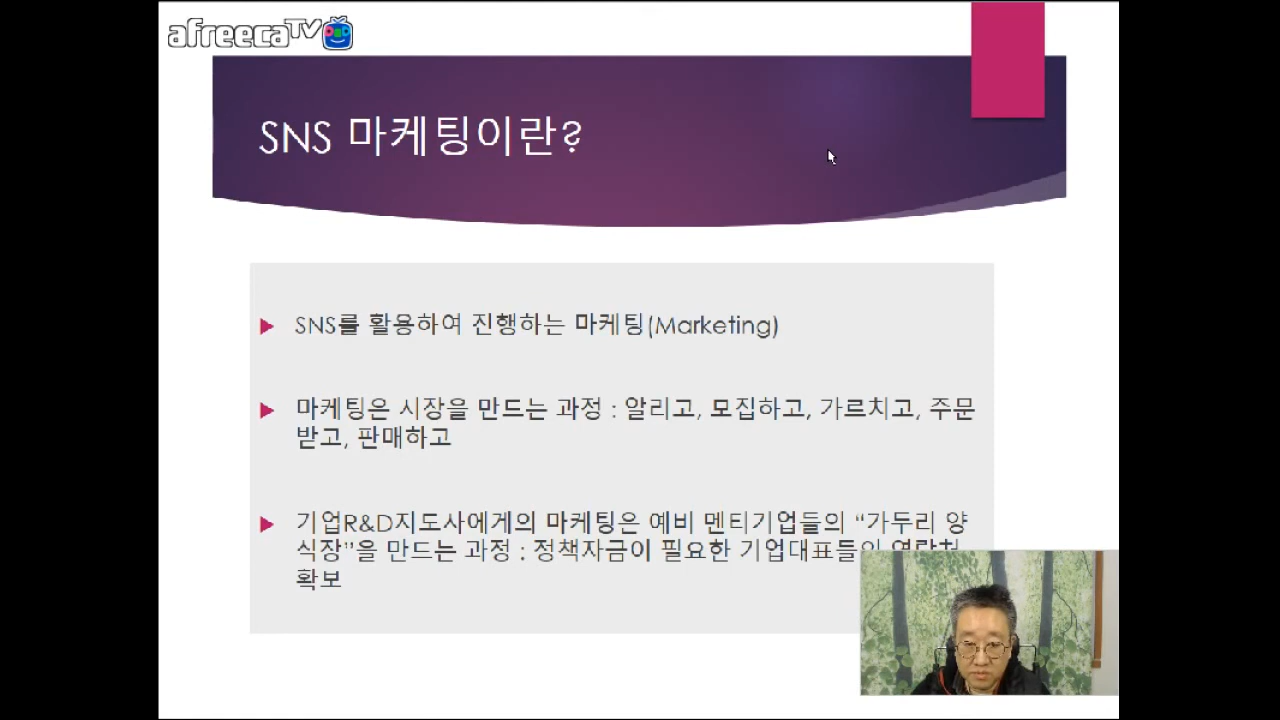 afreecaTV
SNS 마케팅이란?
SNS를 활용하여 진행하는 마케팅(Marketing)
마케팅은 시장을 만드는 과정 : 알리고, 모집하고, 가르치고, 주문
받고, 판매하고
기업R&D지도사에게의 마케팅은 예비 멘티기업들의 “가두리 양
식장”을 만드는 과정 : 정책자금이 필요한 기업대표들의
확보